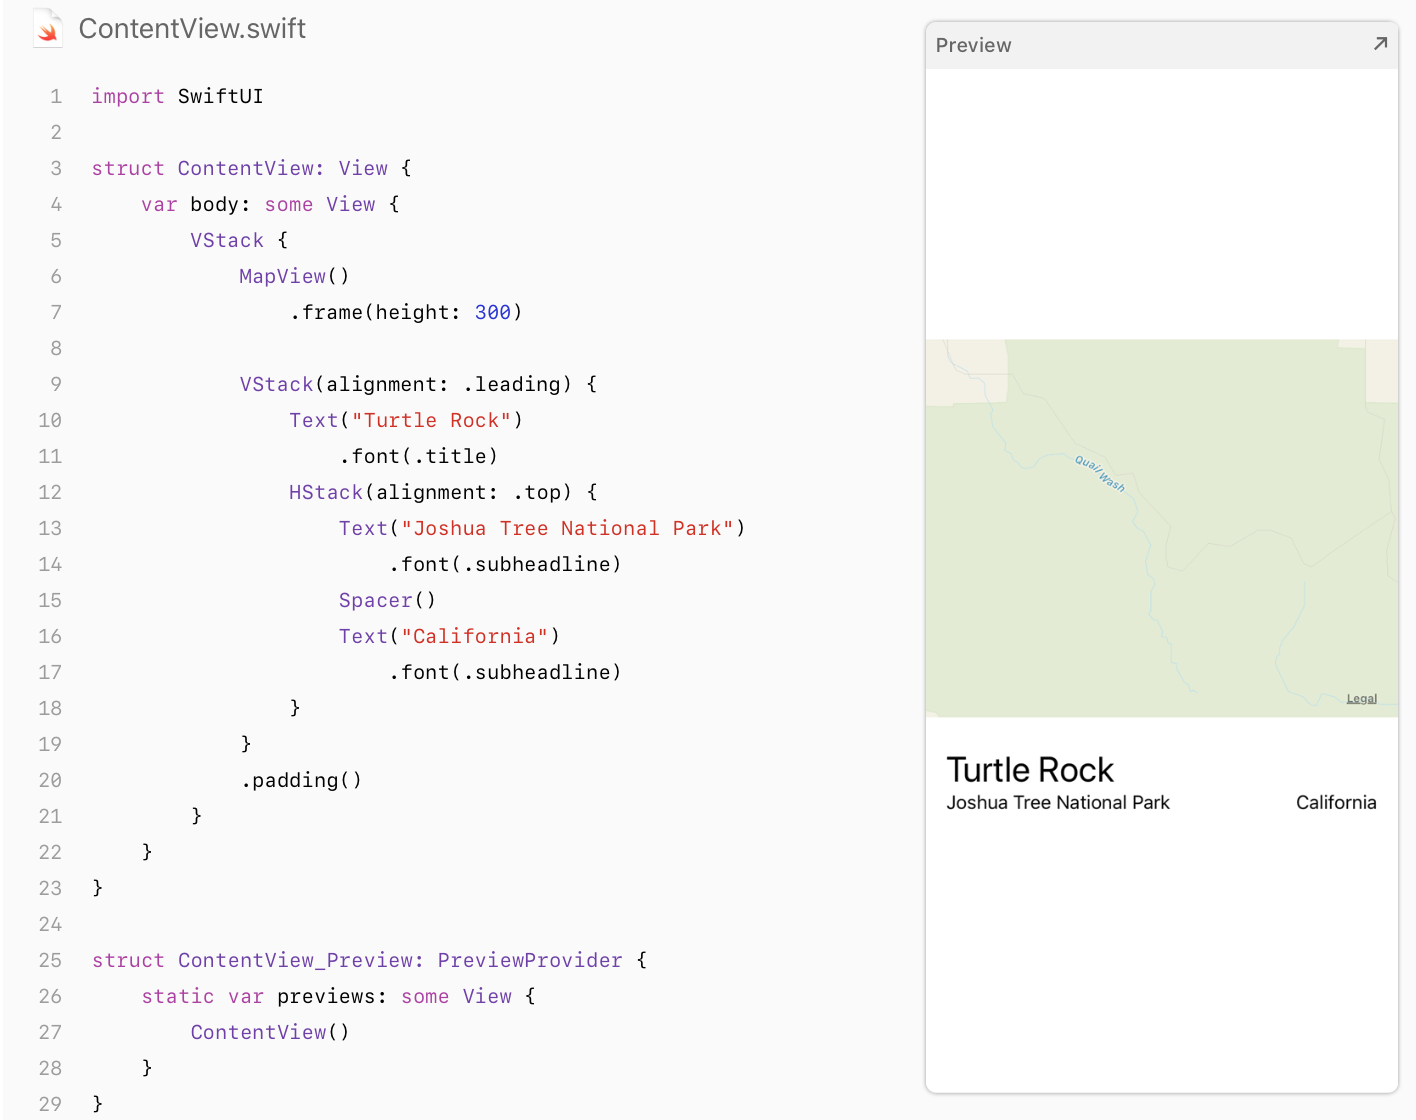 ContentView.swift
1 import SwiftUI
2
3 struct ContentView: View {
4     var body: some View {
5         VStack {
6             MapView()
7                 .frame(height: 300)
8
9             VStack(alignment: .leading) {
10                 Text("Turtle Rock")
11                     .font(.title)
12                 HStack(alignment: .top) {
13                     Text("Joshua Tree National Park")
14                         .font(.subheadline)
15                     Spacer()
16                     Text("California")
17                         .font(.subheadline)
18                 }
19             }
20             .padding()
21         }
22     }
23 }
24
25 struct ContentView_Preview: PreviewProvider {
26     static var previews: some View {
27         ContentView()
28     }
29 }
Preview
Quail Wash
Legal
Turtle Rock
Joshua Tree National Park California